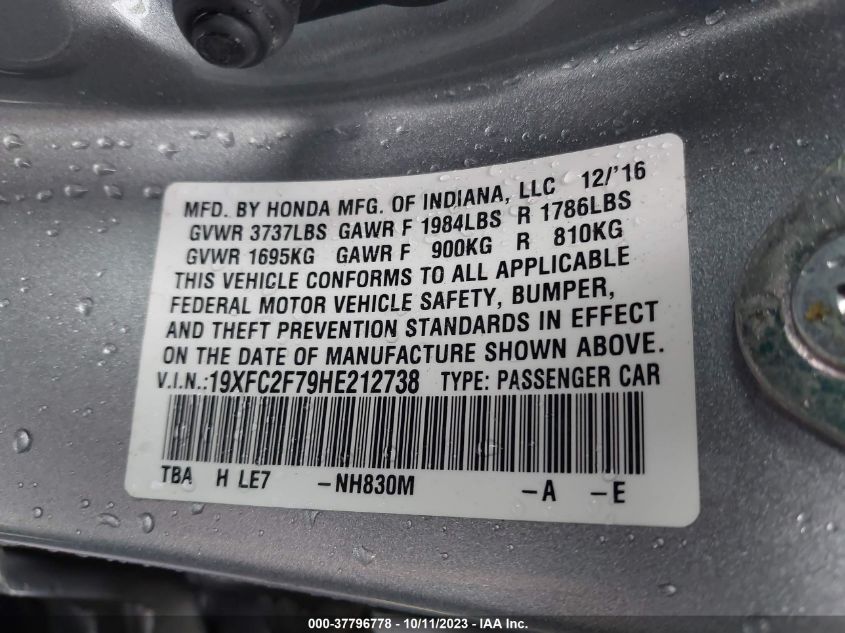 MFD. BY HONDA MFG. OF INDIANA, LLC 12/'16
GVWR 3737LBS GAWR F 1984LBS R 1786LBS
GVWR 1695KG GAWR F 900KG R 810KG
THIS VEHICLE CONFORMS TO ALL APPLICABLE
FEDERAL MOTOR VEHICLE SAFETY, BUMPER,
AND THEFT PREVENTION STANDARDS IN EFFECT
ON THE DATE OF MANUFACTURE SHOWN ABOVE.
V.I.N.:19XFC2F79HE212738 TYPE: PASSENGER CAR
TBA H LE7 -NH830M -A -E
000-37796778 - 10/11/2023 - IAA Inc.